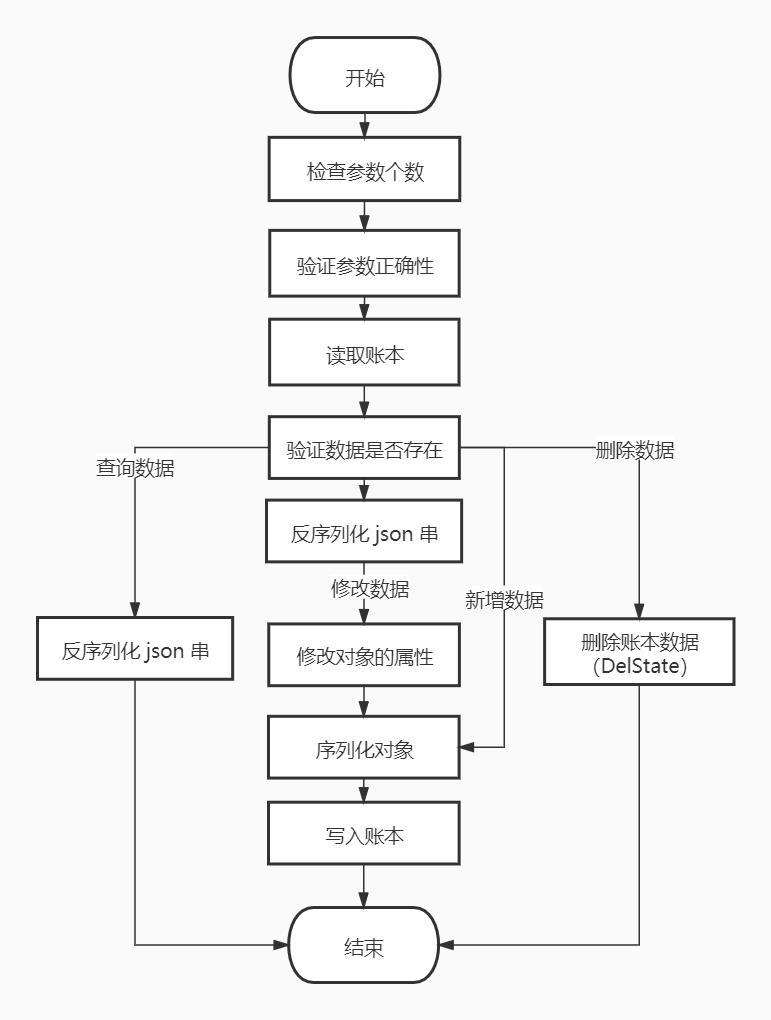 开始
检查参数个数
验证参数正确性
读取账本
验证数据是否存在
查询数据
删除数据
反序列化 json 串
修改数据
新增数据
反序列化 json 串
修改对象的属性
删除账本数据
（DelState）
序列化对象
写入账本
结束